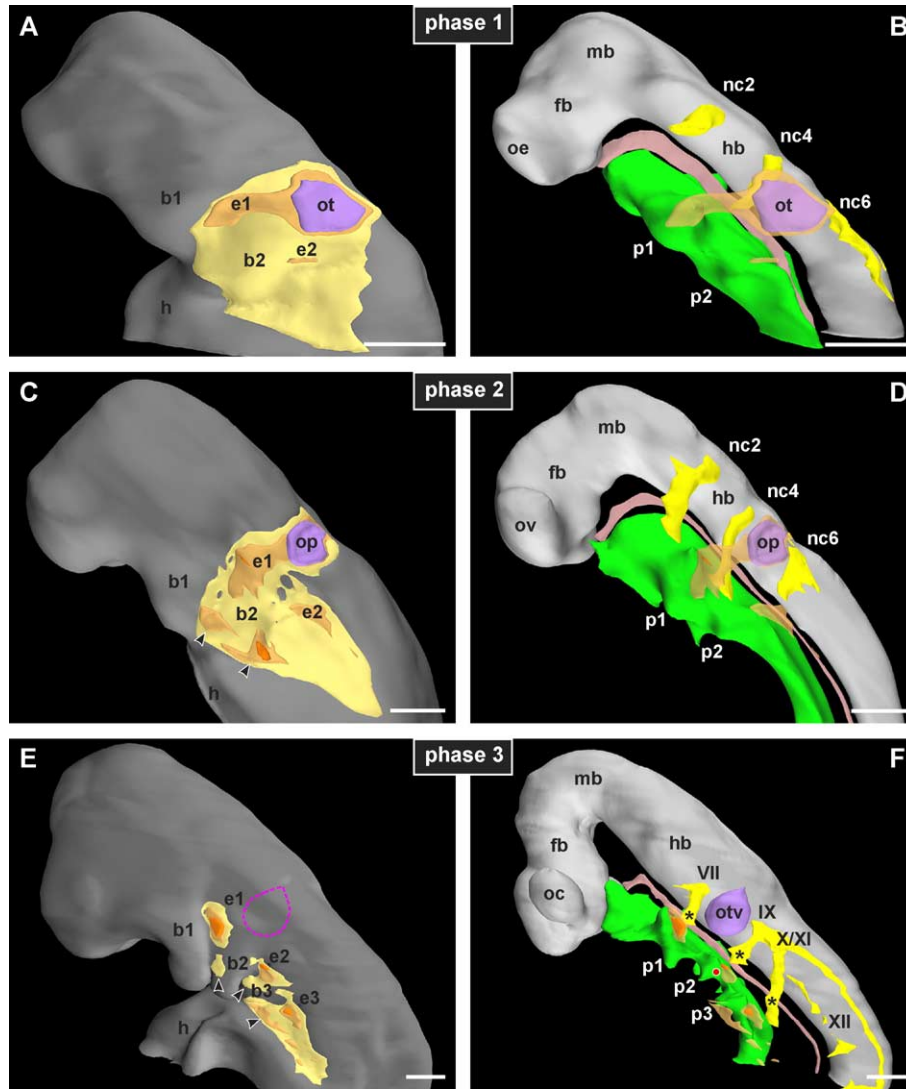 A
phase 1
B
mb
nc2
fb
nc4
oe
hb
b1
e1
ot
ot
nc6
b2
e2
p1
h
p2
C
phase 2
D
mb
nc2
fb
hb
nc4
ov
op
op
nc6
b1
e1
b2
e2
p1
p2
h
E
phase 3
F
mb
fb
hb
VII
oc
otv
IX
e1
b1
*
X/XI
b2
e2
*
p1
b3
p2
e3
*
p3
XII
h